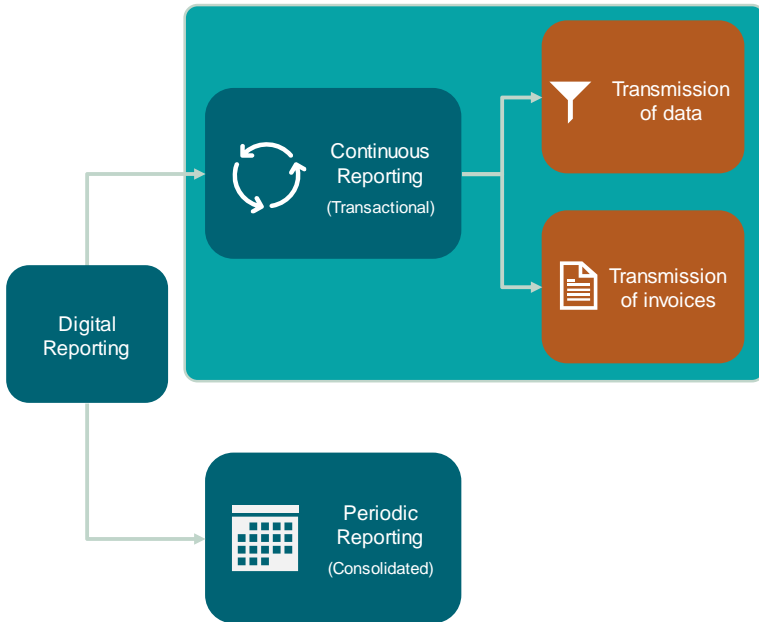 Transmission
of data
Continuous
Reporting
(Transactional)
Transmission
of invoices
Digital
Reporting
Periodic
Reporting
(Consolidated)